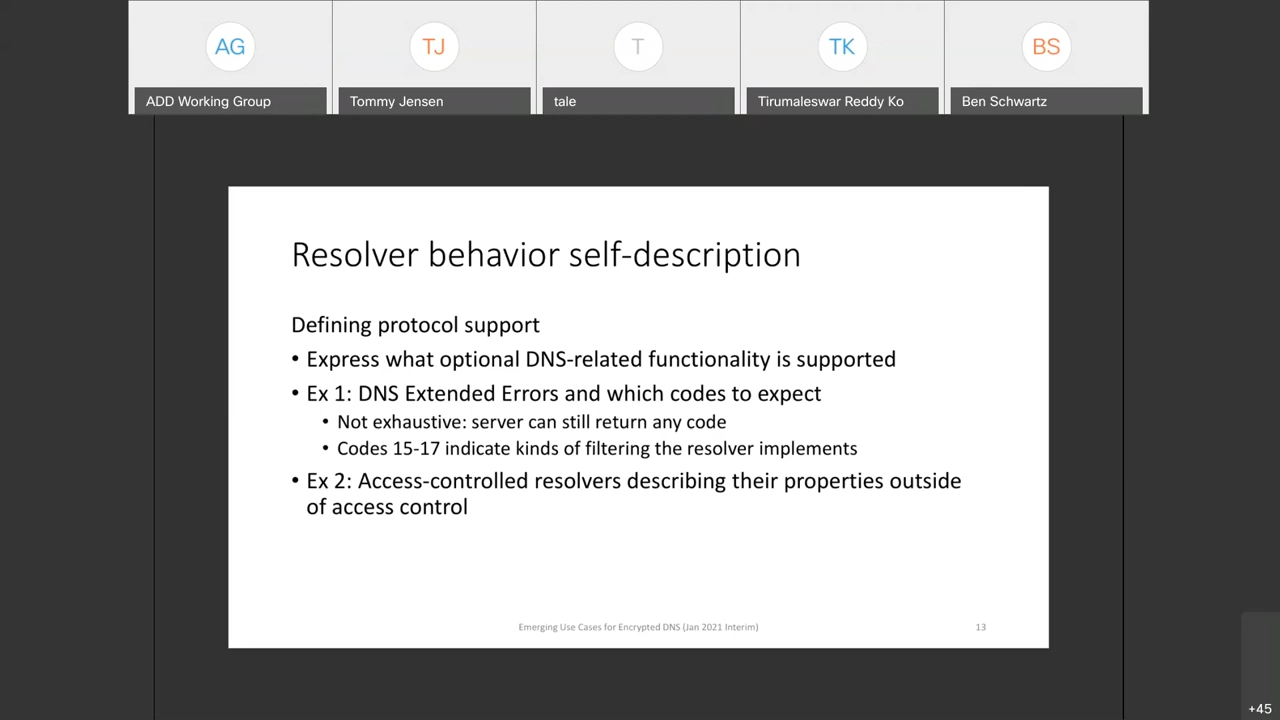 AG
TJ
T
TK
BS
ADD Working Group
Tommy Jensen
tale
Tirumaleswar Reddy Ko
Ben Schwartz
Resolver behavior self-description
Defining protocol support
• Express what optional DNS-related functionality is supported
• Ex 1: DNS Extended Errors and which codes to expect
• Not exhaustive: server can still return any code
• Codes 15-17 indicate kinds of filtering the resolver implements
• Ex 2: Access-controlled resolvers describing their properties outside
of access control
Emerging Use Cases for Encrypted DNS (Jan 2021 Interim)
13
+45